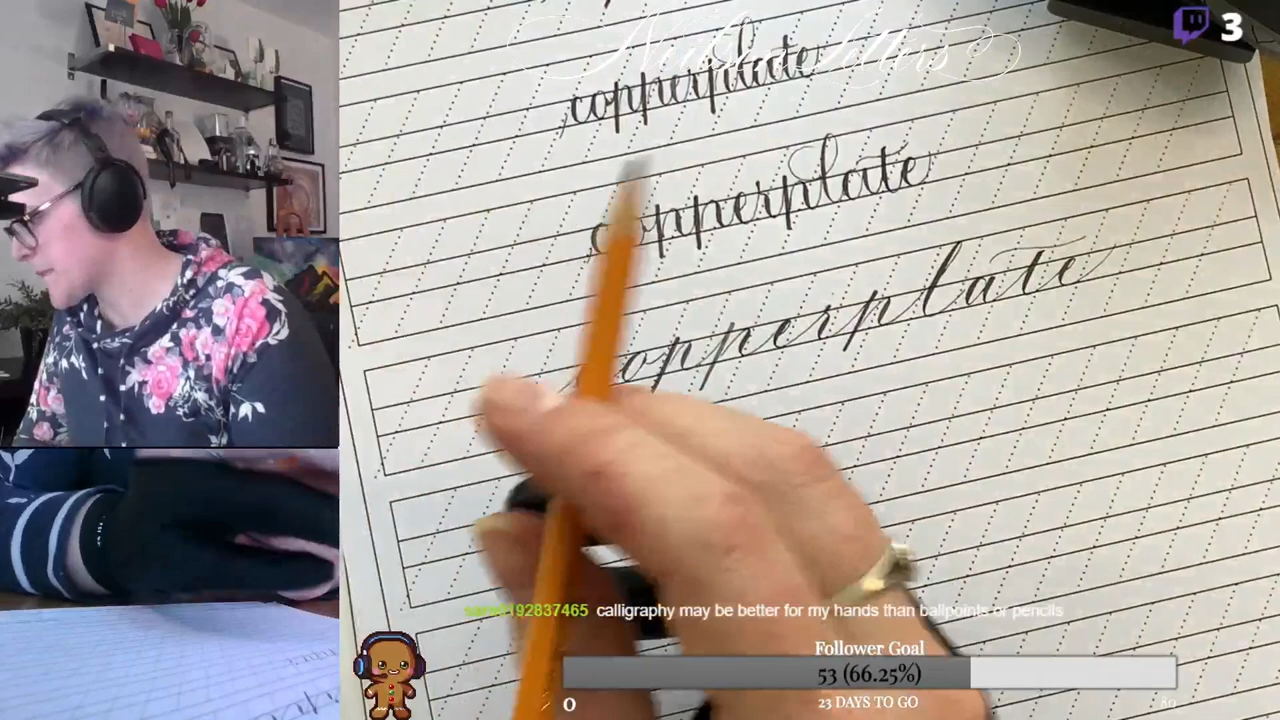 3
copperplate
copperplate
copperplate
calligraphy may be better for my hands than ballpoints or pencils
Follower Goal
53 (66.25%)
0
80
23 DAYS TO GO